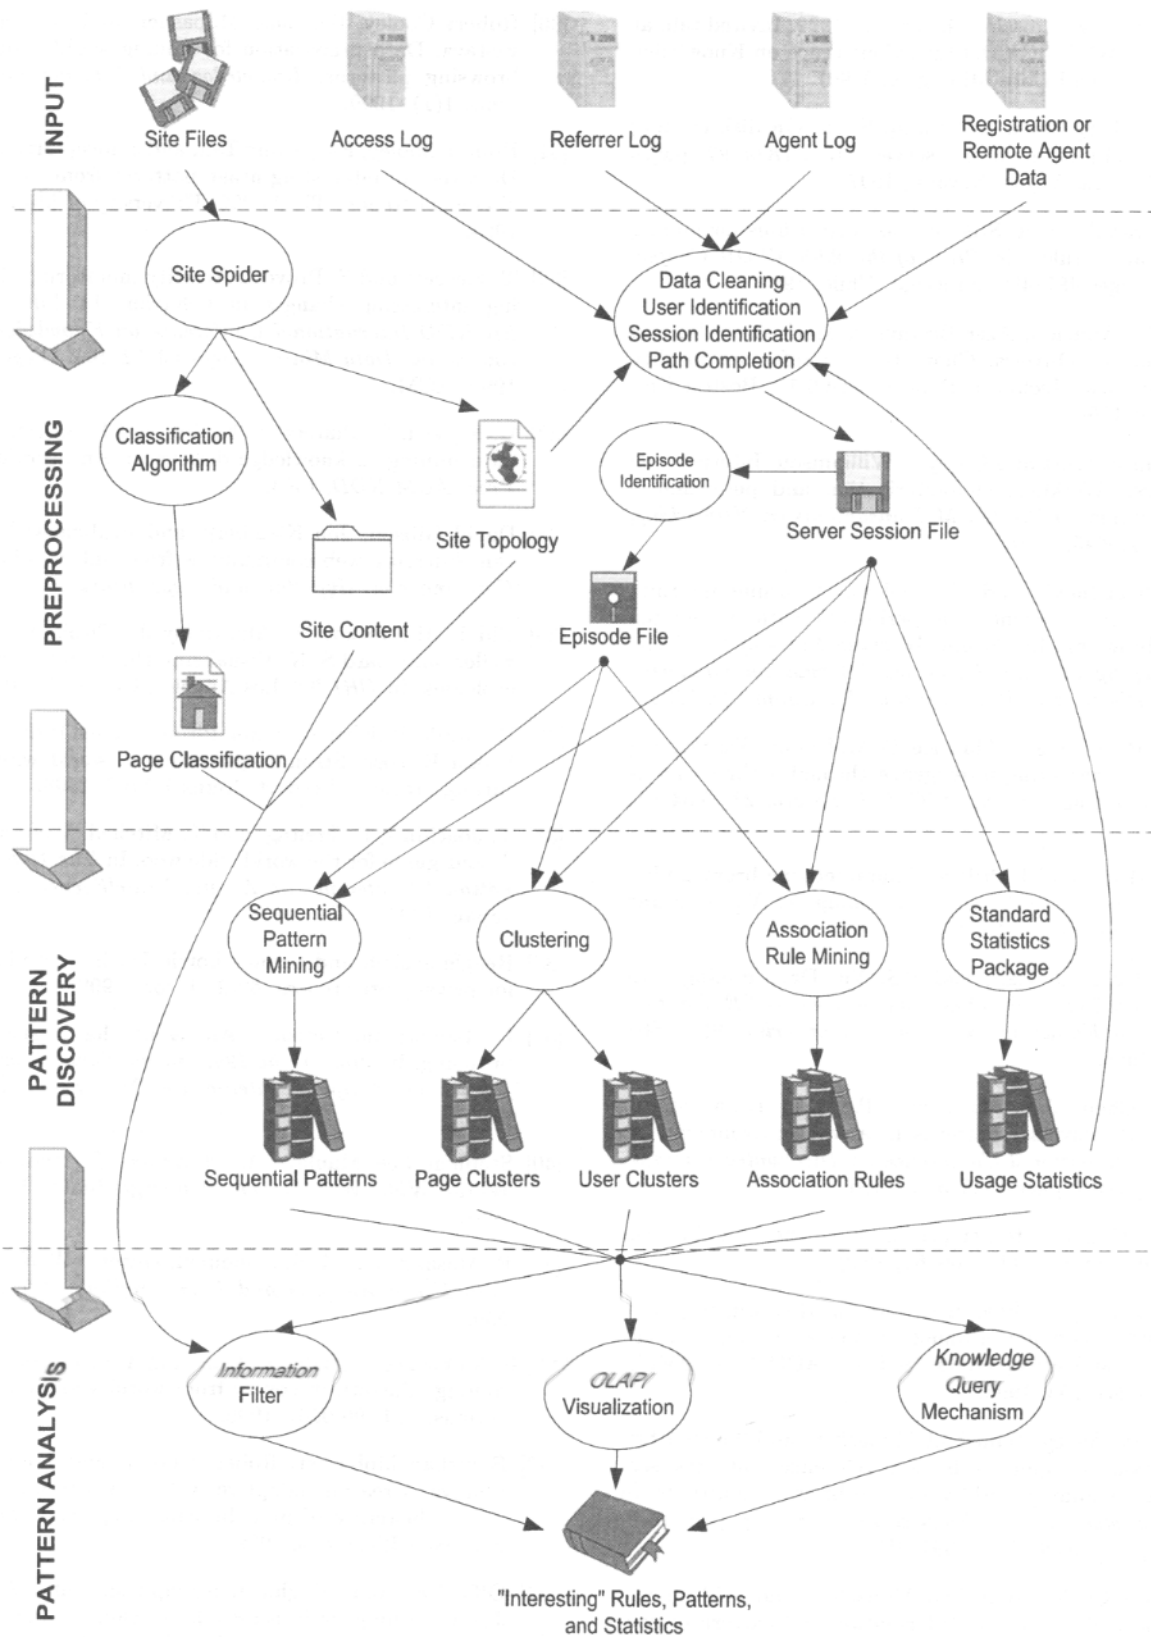 INPUT
Site Files
Access Log
Referrer Log
Agent Log
Registration or
Remote Agent
Data
PREPROCESSING
Site Spider
Data Cleaning
User Identification
Session Identification
Path Completion
Classification
Algorithm
Site Topology
Episode
Identification
Server Session File
Site Content
Episode File
Page Classification
PATTERN
DISCOVERY
Sequential
Pattern
Mining
Clustering
Association
Rule Mining
Standard
Statistics
Package
Sequential Patterns
Page Clusters
User Clusters
Association Rules
Usage Statistics
PATTERN ANALYSIS
Information
Filter
OLAP/
Visualization
Knowledge
Query
Mechanism
"Interesting" Rules, Patterns,
and Statistics